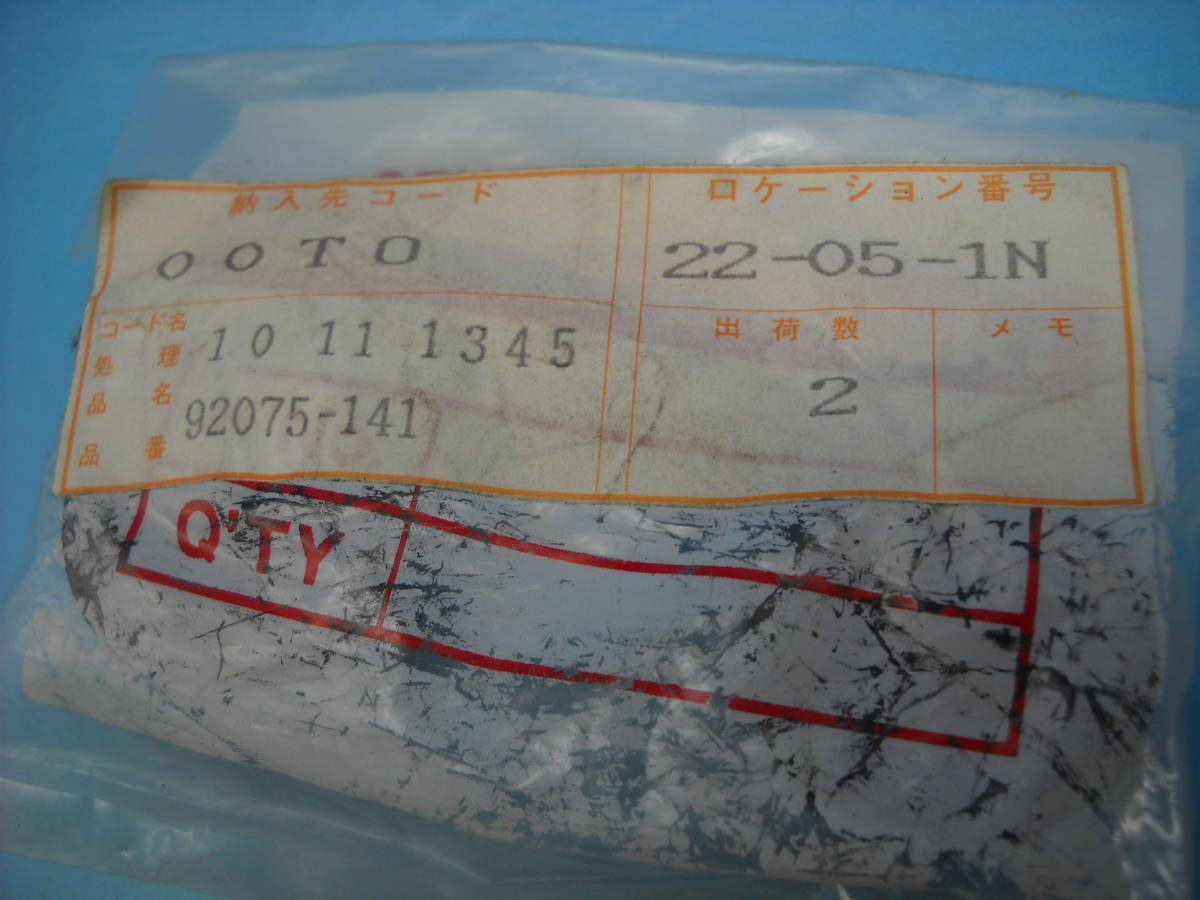 納入先コード
OOTO
ロケーション番号
22-05-1N
コード名
処理
10 11 1345
品名
92075-141
品番
出荷数
2
メモ
Q'TY